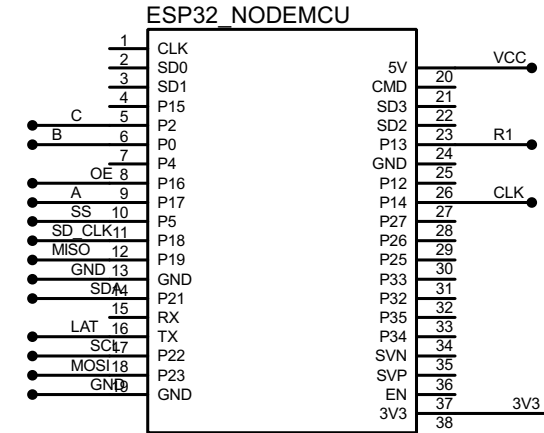 ESP32_NODEMCU
1 CLK
2 SD0
3 SD1
4 P15
C 5 P2
B 6 P0
7 P4
OE 8 P16
A 9 P17
SS 10 P5
SD_CLK 11 P18
MISO 12 P19
GND 13 GND
SDA 14 P21
15 RX
LAT 16 TX
SCL 17 P22
MOSI 18 P23
GND 19 GND
5V 20 VCC
CMD 21
SD3 22
SD2 23
P13 24 R1
GND 25
P12 26
P14 27 CLK
P27 28
P26 29
P25 30
P33 31
P32 32
P35 33
P34 34
SVN 35
SVP 36
EN 37
3V3 38 3V3